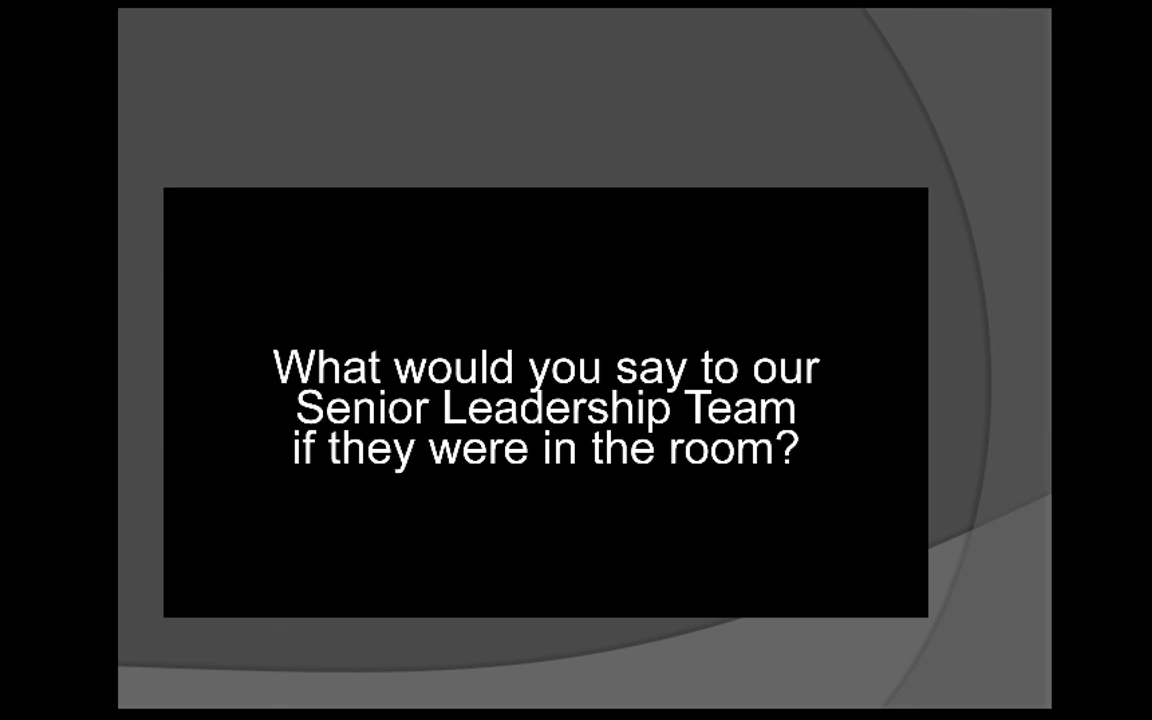 What would you say to our
Senior Leadership Team
if they were in the room?